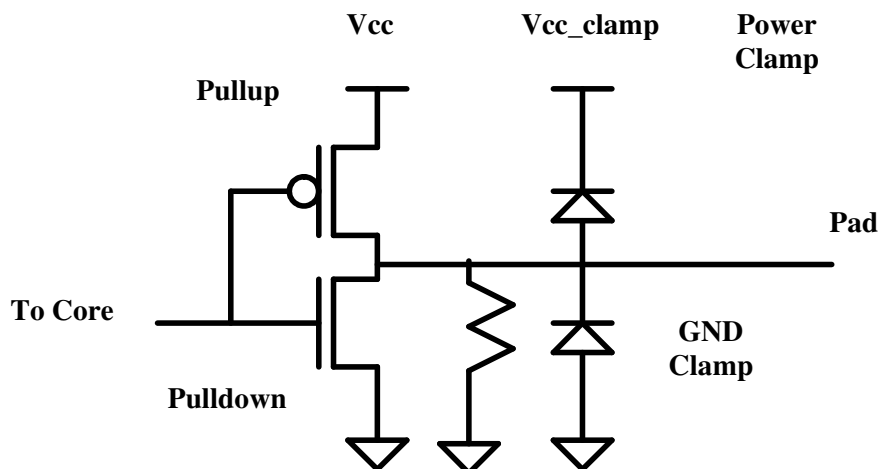 Vcc
Vcc_clamp
Power
Clamp
Pullup
Pad
To Core
GND
Clamp
Pulldown